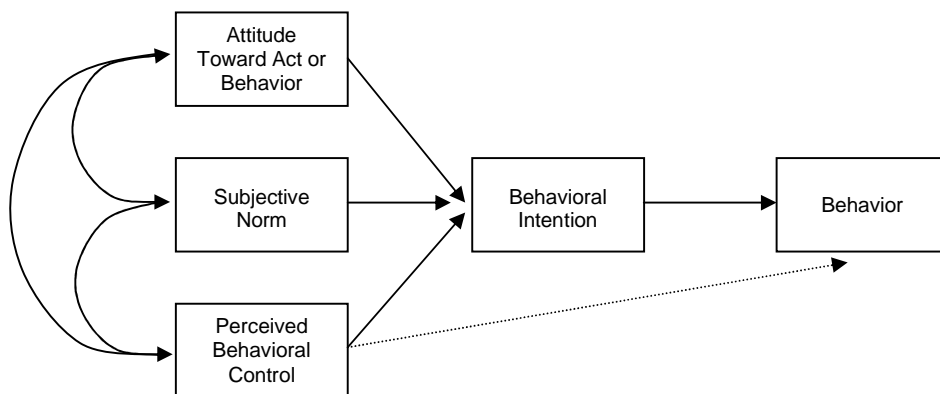 Attitude
Toward Act or
Behavior
Subjective
Norm
Behavioral
Intention
Behavior
Perceived
Behavioral
Control